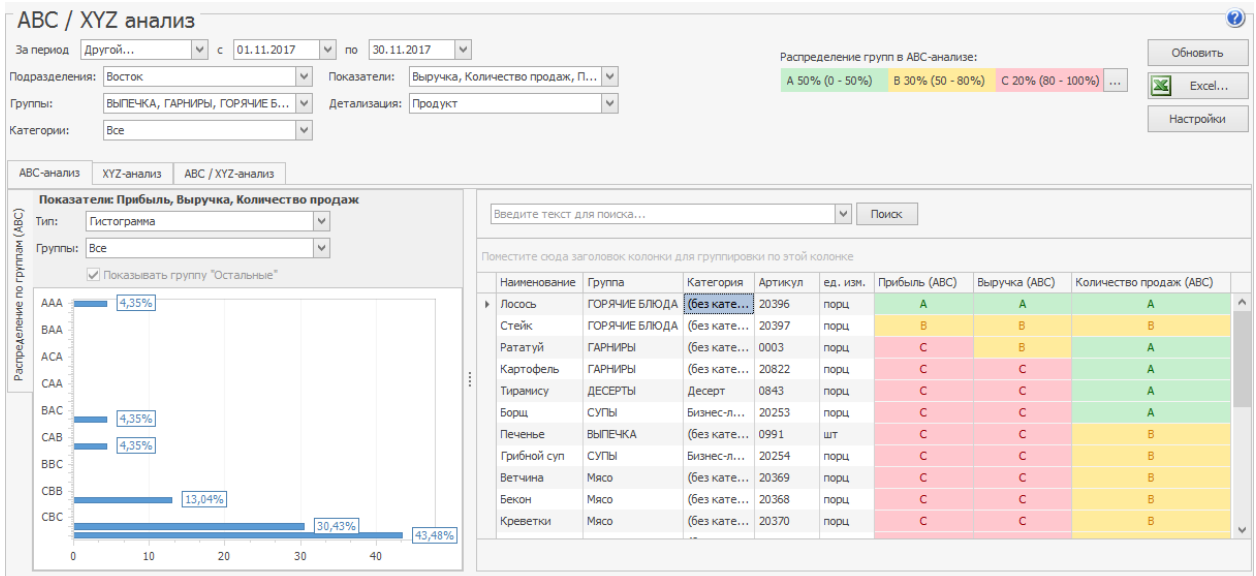 ABC / XYZ анализ
За период Другой... с 01.11.2017 по 30.11.2017
Подразделения: Восток Показатели: Выручка, Количество продаж, П...
Группы: ВЫПЕЧКА, ГАРНИРЫ, ГОРЯЧИЕ Б... Детализация: Продукт
Категории: Все
Распределение групп в ABC-анализе:
A 50% (0 - 50%) B 30% (50 - 80%) C 20% (80 - 100%) ...
Обновить
Excel...
Настройки
ABC-анализ XYZ-анализ ABC / XYZ-анализ
Распределение по группам (ABC)
Показатели: Прибыль, Выручка, Количество продаж
Тип: Гистограмма
Группы: Все
Показывать группу "Остальные"
AAA 4,35%
BAA
ACA
CAA
BAC 4,35%
CAB 4,35%
BBC
CBB 13,04%
CBC 30,43%
43,48%
0 10 20 30 40
Введите текст для поиска... Поиск
Поместите сюда заголовок колонки для группировки по этой колонке
Наименование Группа Категория Артикул ед. изм. Прибыль (ABC) Выручка (ABC) Количество продаж (ABC)
Лосось ГОРЯЧИЕ БЛЮДА (без кате... 20396 порц A A A
Стейк ГОРЯЧИЕ БЛЮДА (без кате... 20397 порц B B B
Рататуй ГАРНИРЫ (без кате... 0003 порц C B A
Картофель ГАРНИРЫ (без кате... 20822 порц C C A
Тирамису ДЕСЕРТЫ Десерт 0843 порц C C A
Борщ СУПЫ Бизнес-л... 20253 порц C C A
Печенье ВЫПЕЧКА (без кате... 0991 шт C C B
Грибной суп СУПЫ Бизнес-л... 20254 порц C C B
Ветчина Мясо (без кате... 20369 порц C C B
Бекон Мясо (без кате... 20368 порц C C B
Креветки Мясо (без кате... 20370 порц C C B